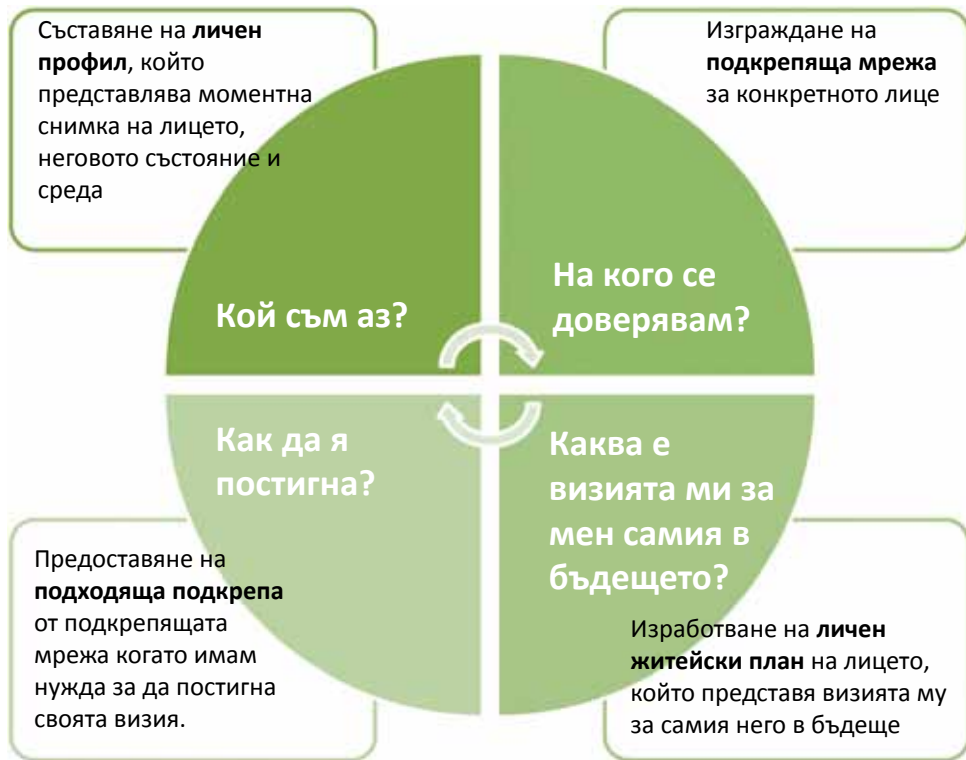 Съставяне на личен
профил, който
представлява моментна
снимка на лицето,
неговото състояние и
среда
Изграждане на
подкрепяща мрежа
за конкретното лице
Кой съм аз?
На кого се
доверявам?
Как да я
постигна?
Каква е
визията ми за
мен самия в
бъдещето?
Предоставяне на
подходяща подкрепа
от подкрепящата
мрежа когато имам
нужда за да постигна
своята визия.
Изработване на личен
житейски план на лицето,
който представя визията му
за самия него в бъдеще